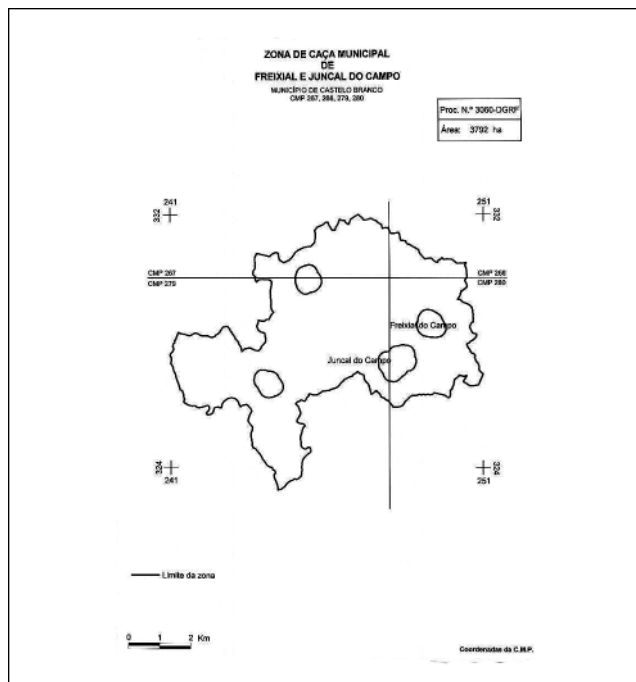 ZONA DE CAÇA MUNICIPAL
DE
FREIXIAL E JUNCAL DO CAMPO
MUNICÍPIO DE CASTELO BRANCO
CMP 267, 268, 279, 280
Proc. N.º 3060-DGRF
Área: 3792 ha
241
332
251
332
CMP 267
CMP 268
CMP 279
CMP 280
Freixial do Campo
Juncal do Campo
324
241
324
251
Limite da zona
0 1 2 Km
Coordenadas da C.M.P.